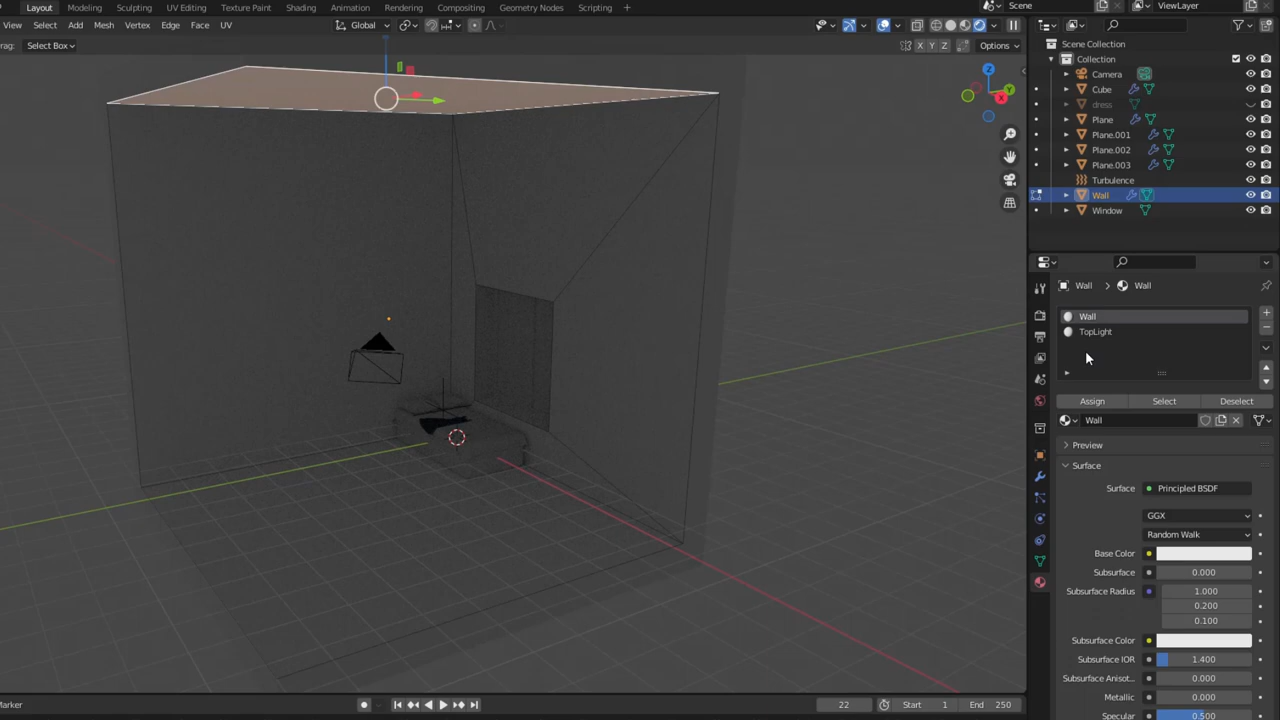 Layout Modeling Sculpting UV Editing Texture Paint Shading Animation Rendering Compositing Geometry Nodes Scripting + Scene ViewLayer
View Select Add Mesh Vertex Edge Face UV Global
Select Box X Y Z Options
Scene Collection
Collection
Camera
Cube
dress
Plane
Plane.001
Plane.002
Plane.003
Turbulence
Wall
Window
Z
Y
X
Wall > Wall
Wall
TopLight
Assign Select Deselect
Wall
Preview
Surface
Surface Principled BSDF
GGX
Random Walk
Base Color
Subsurface 0.000
Subsurface Radius 1.000
0.200
0.100
Subsurface Color
Subsurface IOR 1.400
Subsurface Anisot... 0.000
Metallic 0.000
Specular 0.500
Marker 22 Start 1 End 250